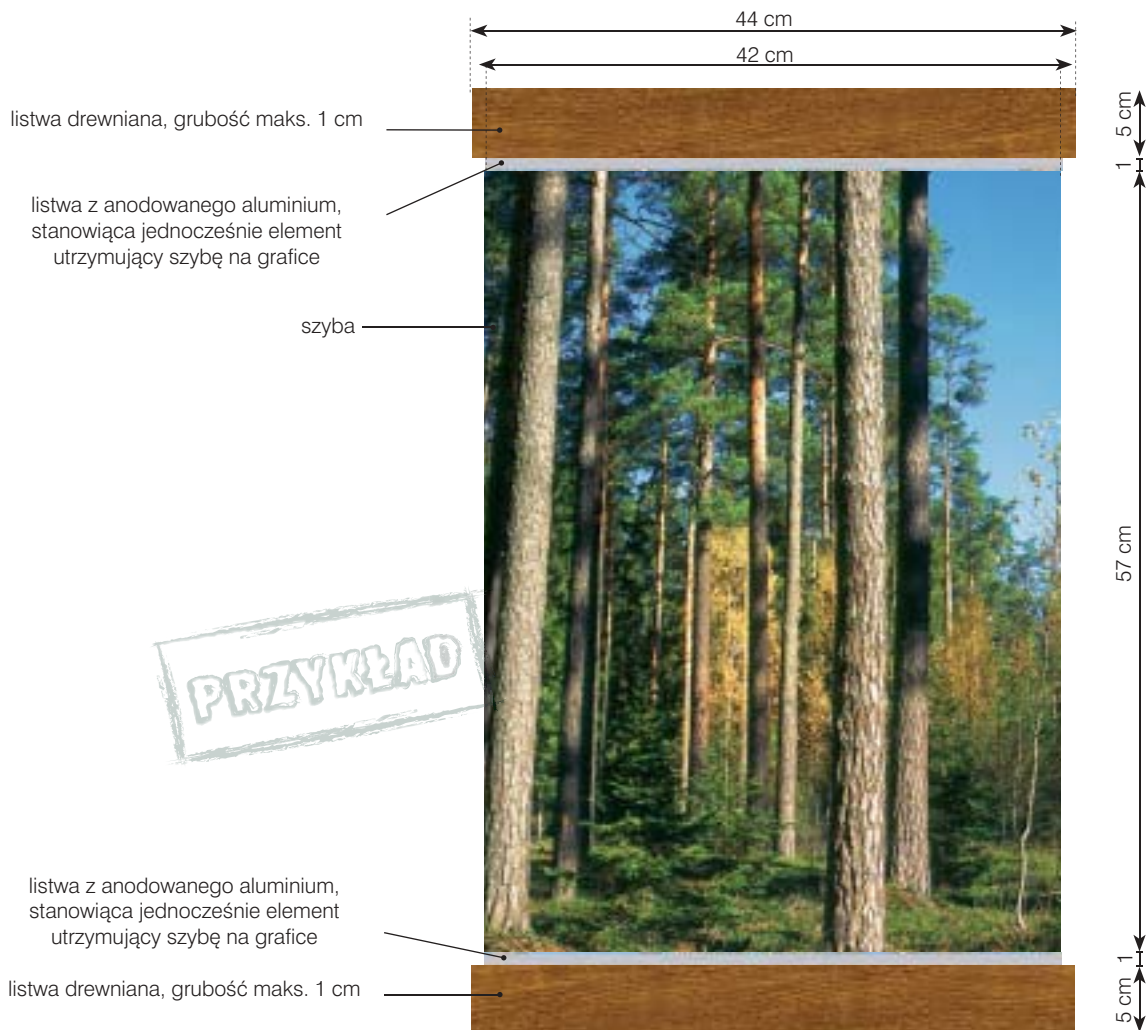 44 cm
42 cm
listwa drewniana, grubość maks. 1 cm
5 cm
1
listwa z anodowanego aluminium,
stanowiąca jednocześnie element
utrzymujący szybę na grafice
szyba
57 cm
PRZYKŁAD
listwa z anodowanego aluminium,
stanowiąca jednocześnie element
utrzymujący szybę na grafice
1
listwa drewniana, grubość maks. 1 cm
5 cm